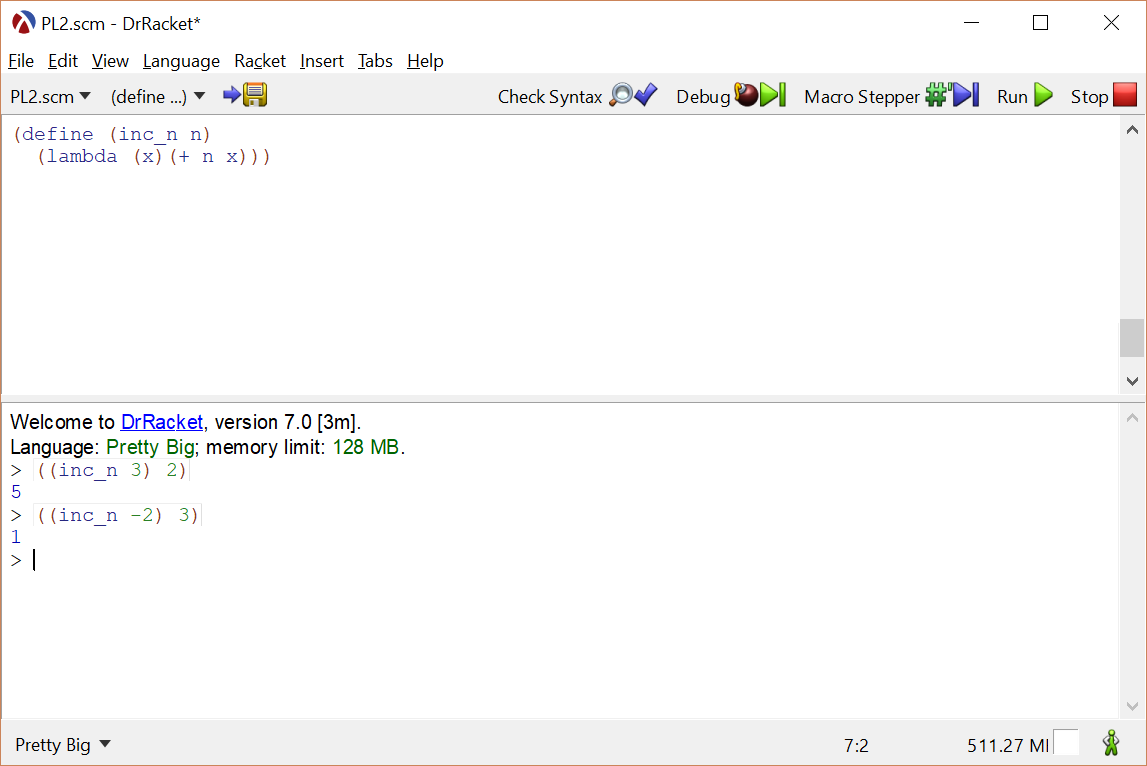 PL2.scm - DrRacket*
File Edit View Language Racket Insert Tabs Help
PL2.scm (define ...) Check Syntax Debug Macro Stepper Run Stop
(define (inc_n n)
  (lambda (x)(+ n x)))
Welcome to DrRacket, version 7.0 [3m].
Language: Pretty Big; memory limit: 128 MB.
> ((inc_n 3) 2)
5
> ((inc_n -2) 3)
1
>
Pretty Big 7:2 511.27 MI